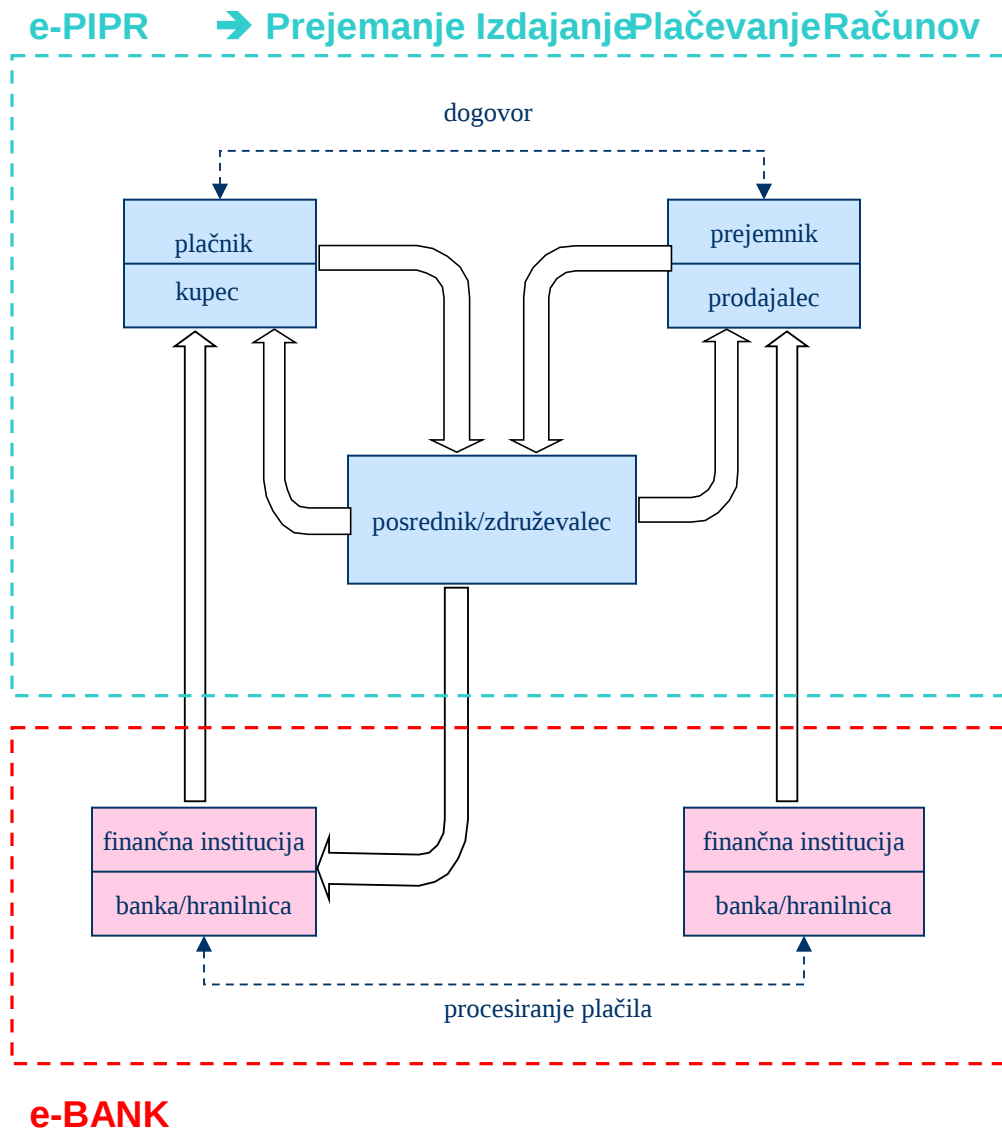 e-PIPR ➔ Prejemanje IzdajanjePlačevanjeRačunov
dogovor
plačnik
kupec
prejemnik
prodajalec
posrednik/združevalec
finančna institucija
banka/hranilnica
finančna institucija
banka/hranilnica
procesiranje plačila
e-BANK